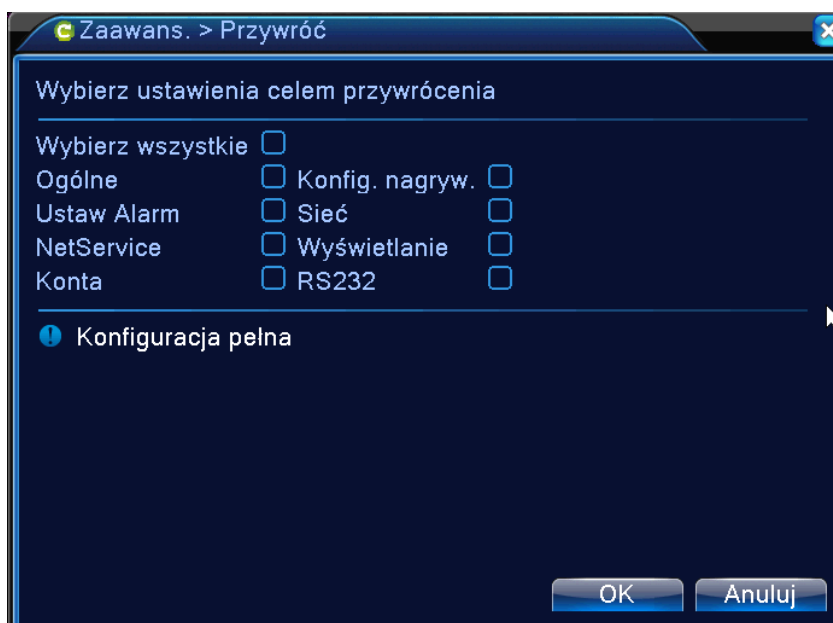 Zaawans. > Przywróć
Wybierz ustawienia celem przywrócenia
Wybierz wszystkie
Ogólne Konfig. nagryw.
Ustaw Alarm Sieć
NetService Wyświetlanie
Konta RS232
Konfiguracja pełna
OK Anuluj